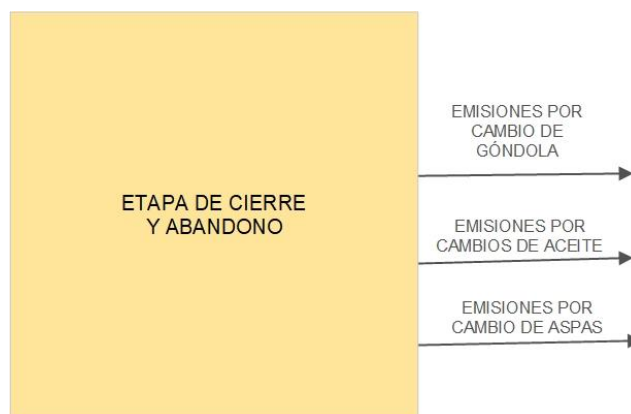 ETAPA DE CIERRE
Y ABANDONO
EMISIONES POR
CAMBIO DE
GÓNDOLA
EMISIONES POR
CAMBIOS DE ACEITE
EMISIONES POR
CAMBIO DE ASPAS